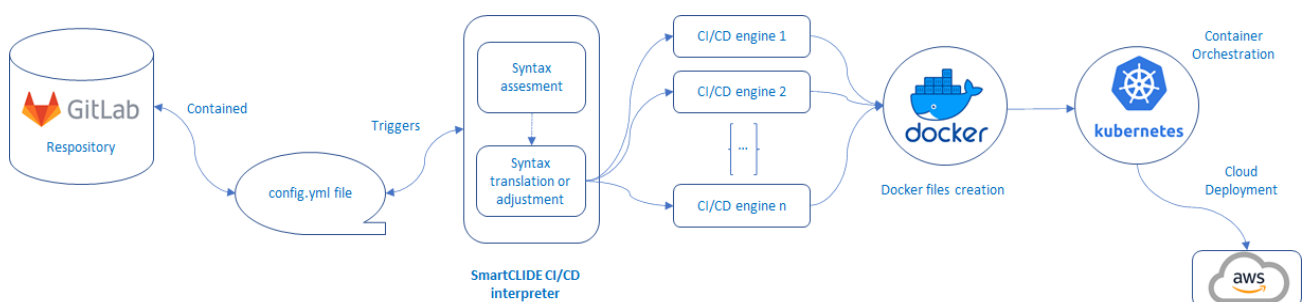 GitLab
Respository
Contained
config.yml file
Triggers
Syntax
assesment
Syntax
translation or
adjustment
SmartCLIDE CI/CD
interpreter
CI/CD engine 1
CI/CD engine 2
...
CI/CD engine n
docker
Docker files creation
Container
Orchestration
kubernetes
Cloud
Deployment
aws